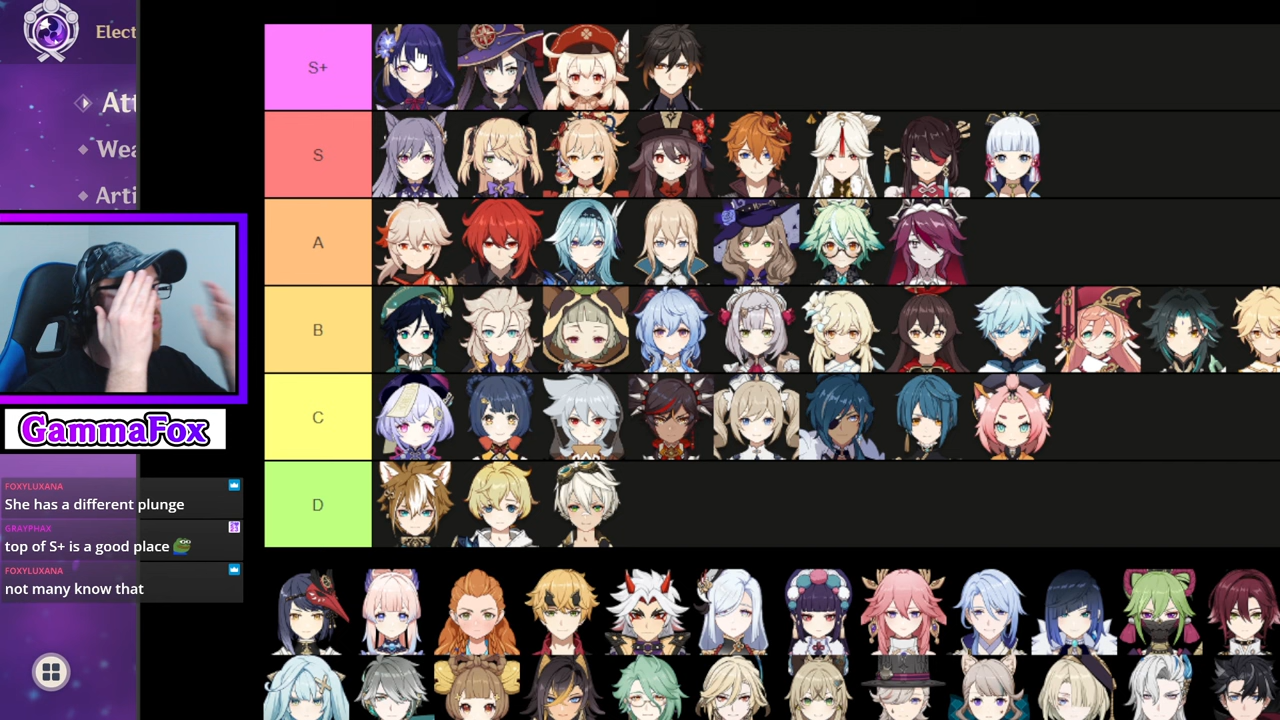 Elect
Att
Wea
Arti
S+
S
A
B
C
D
GammaFox
FOXYLUXANA
She has a different plunge
GRAYPHAX
top of S+ is a good place
FOXYLUXANA
not many know that